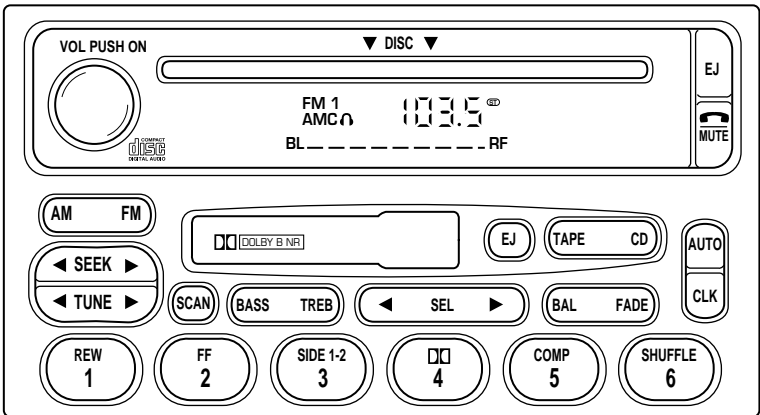 VOL PUSH ON
DISC
EJ
FM 1
AMC
103.5 ST
BL RF
MUTE
COMPACT
disc
DIGITAL AUDIO
AM FM
DOLBY B NR
EJ
TAPE CD
AUTO
SEEK
TUNE
SCAN
BASS TREB
SEL
BAL FADE
CLK
REW
1
FF
2
SIDE 1-2
3
4
COMP
5
SHUFFLE
6